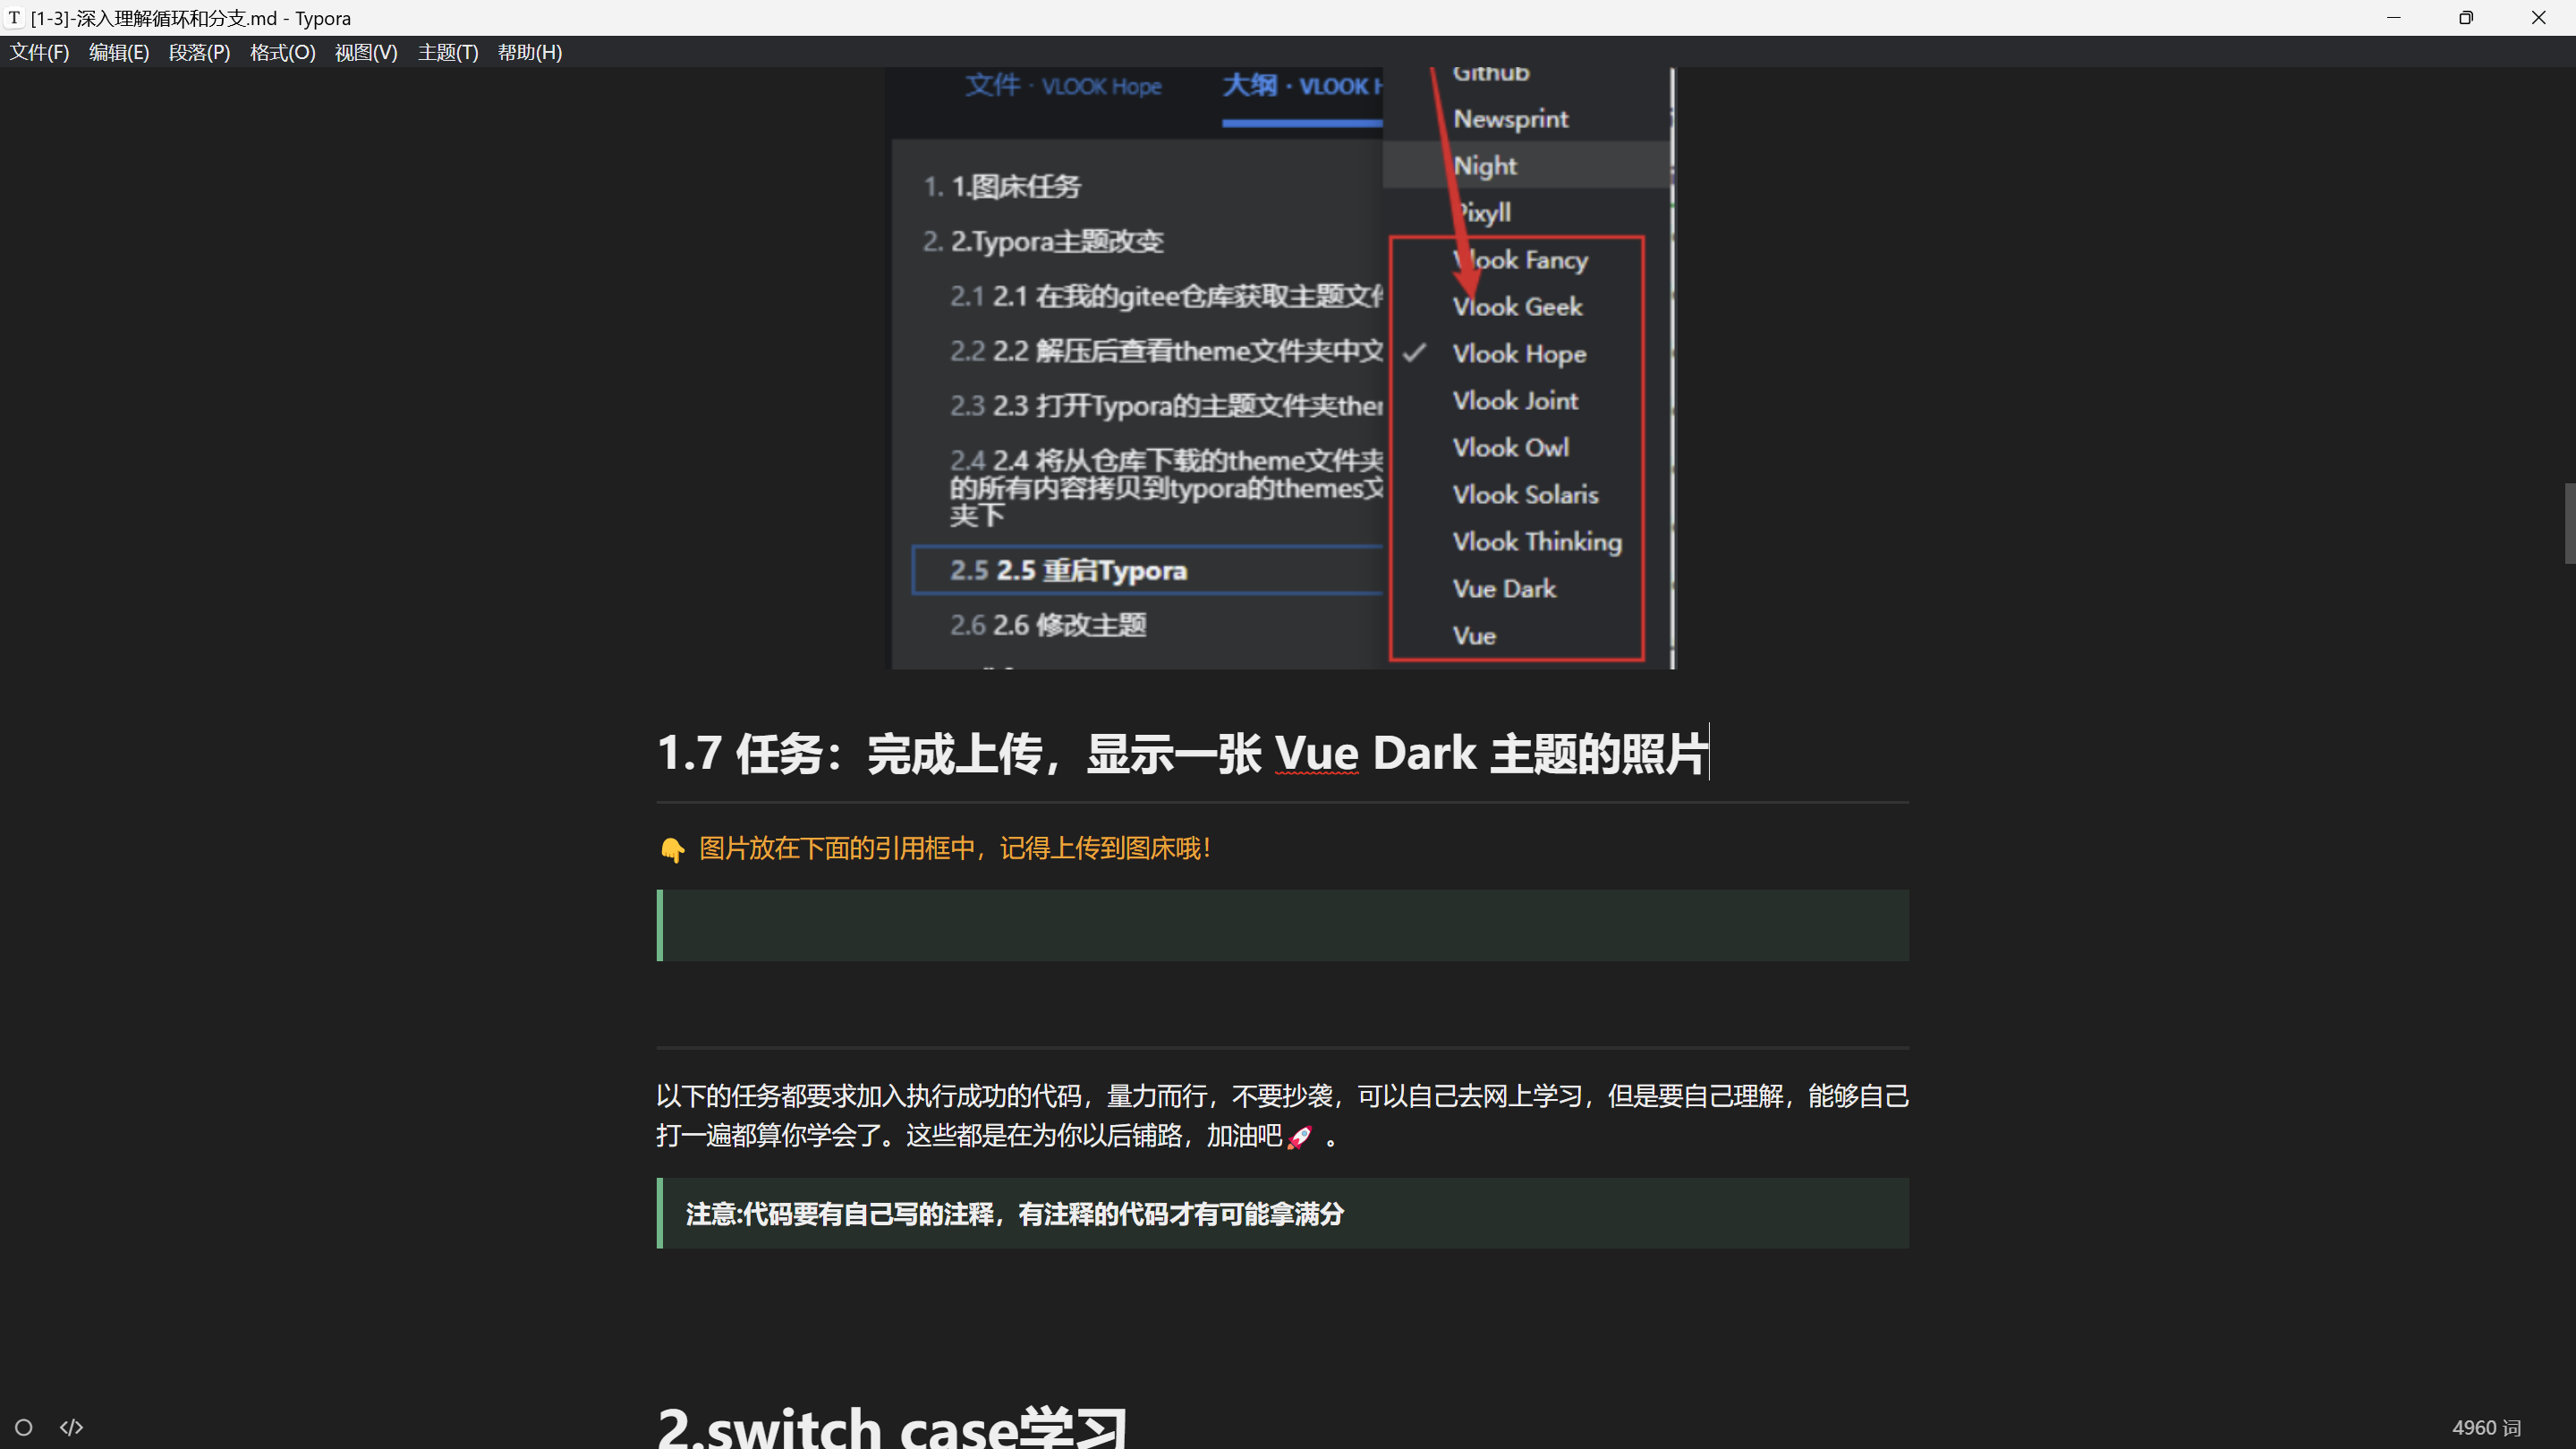 [1-3]-深入理解循环和分支.md - Typora
文件(F) 编辑(E) 段落(P) 格式(O) 视图(V) 主题(T) 帮助(H)
文件 · VLOOK Hope 大纲 · VLOOK H
1. 1.图床任务
2. 2.Typora主题改变
2.1 2.1 在我的gitee仓库获取主题文件
2.2 2.2 解压后查看theme文件夹中文
2.3 2.3 打开Typora的主题文件夹ther
2.4 2.4 将从仓库下载的theme文件夹
的所有内容拷贝到typora的themes文
夹下
2.5 2.5 重启Typora
2.6 2.6 修改主题
Github
Newsprint
Night
Pixyll
Vlook Fancy
Vlook Geek
Vlook Hope
Vlook Joint
Vlook Owl
Vlook Solaris
Vlook Thinking
Vue Dark
Vue
1.7 任务：完成上传，显示一张 Vue Dark 主题的照片
👇 图片放在下面的引用框中，记得上传到图床哦！
以下的任务都要求加入执行成功的代码，量力而行，不要抄袭，可以自己去网上学习，但是要自己理解，能够自己
打一遍都算你学会了。这些都是在为你以后铺路，加油吧🚀 。
注意:代码要有自己写的注释，有注释的代码才有可能拿满分
2.switch case学习
4960 词